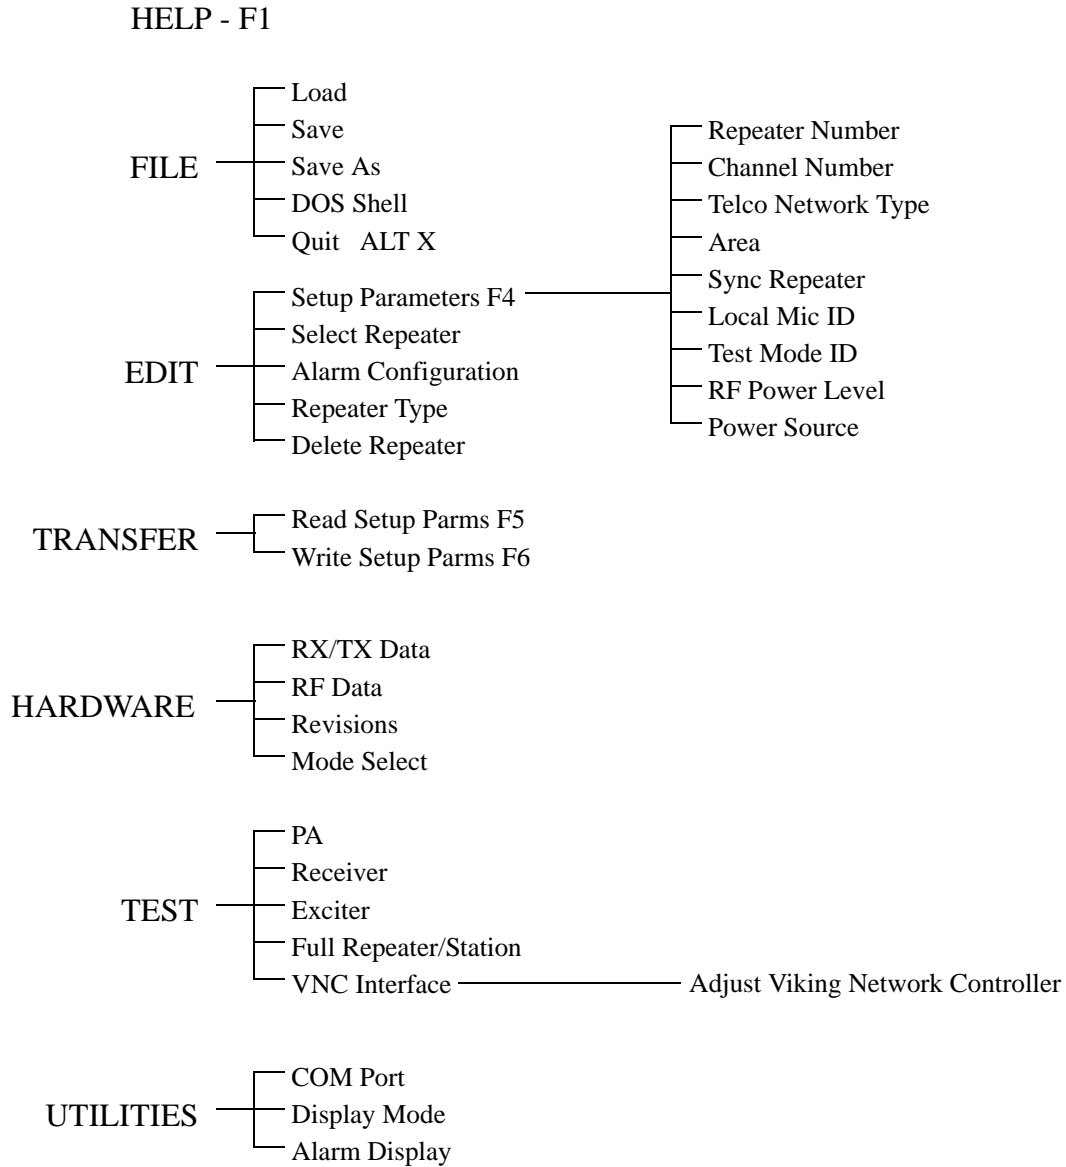 HELP - F1
FILE
Load
Save
Save As
DOS Shell
Quit ALT X
EDIT
Setup Parameters F4
Select Repeater
Alarm Configuration
Repeater Type
Delete Repeater
Repeater Number
Channel Number
Telco Network Type
Area
Sync Repeater
Local Mic ID
Test Mode ID
RF Power Level
Power Source
TRANSFER
Read Setup Parms F5
Write Setup Parms F6
HARDWARE
RX/TX Data
RF Data
Revisions
Mode Select
TEST
PA
Receiver
Exciter
Full Repeater/Station
VNC Interface
Adjust Viking Network Controller
UTILITIES
COM Port
Display Mode
Alarm Display